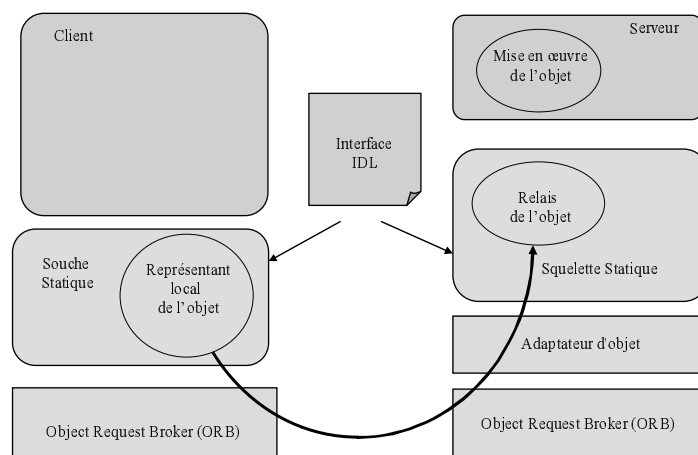 Client
Serveur
Mise en œuvre
de l'objet
Interface
IDL
Relais
de l'objet
Souche
Statique
Représentant
local
de l'objet
Squelette Statique
Adaptateur d'objet
Object Request Broker (ORB)
Object Request Broker (ORB)